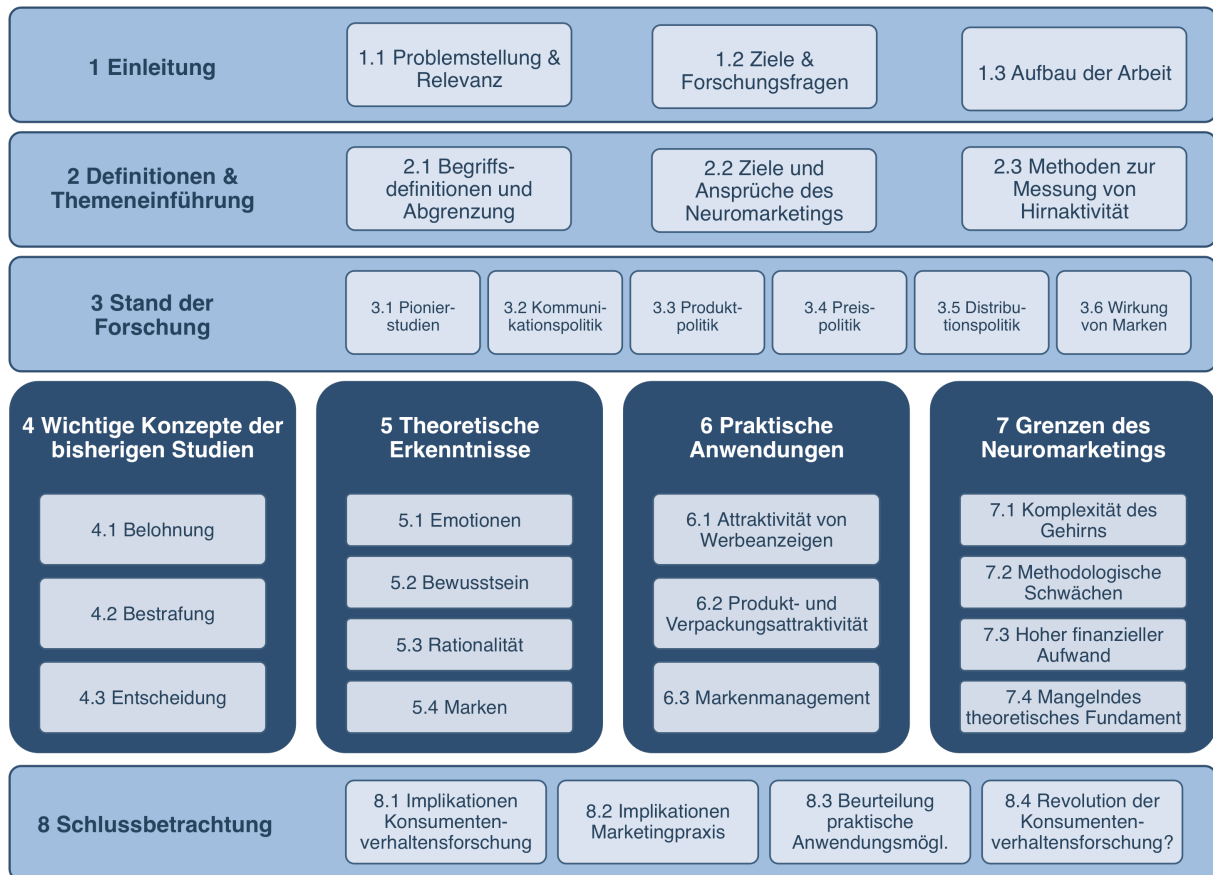 1 Einleitung
1.1 Problemstellung &
Relevanz
1.2 Ziele &
Forschungsfragen
1.3 Aufbau der Arbeit
2 Definitionen &
Themeneinführung
2.1 Begriffs-
definitionen und
Abgrenzung
2.2 Ziele und
Ansprüche des
Neuromarketings
2.3 Methoden zur
Messung von
Hirnaktivität
3 Stand der
Forschung
3.1 Pionier-
studien
3.2 Kommuni-
kationspolitik
3.3 Produkt-
politik
3.4 Preis-
politik
3.5 Distribu-
tionspolitik
3.6 Wirkung
von Marken
4 Wichtige Konzepte der
bisherigen Studien
4.1 Belohnung
4.2 Bestrafung
4.3 Entscheidung
5 Theoretische
Erkenntnisse
5.1 Emotionen
5.2 Bewusstsein
5.3 Rationalität
5.4 Marken
6 Praktische
Anwendungen
6.1 Attraktivität von
Werbeanzeigen
6.2 Produkt- und
Verpackungsattraktivität
6.3 Markenmanagement
7 Grenzen des
Neuromarketings
7.1 Komplexität des
Gehirns
7.2 Methodologische
Schwächen
7.3 Hoher finanzieller
Aufwand
7.4 Mangelndes
theoretisches Fundament
8 Schlussbetrachtung
8.1 Implikationen
Konsumenten-
verhaltensforschung
8.2 Implikationen
Marketingpraxis
8.3 Beurteilung
praktische
Anwendungsmögl.
8.4 Revolution der
Konsumenten-
verhaltensforschung?